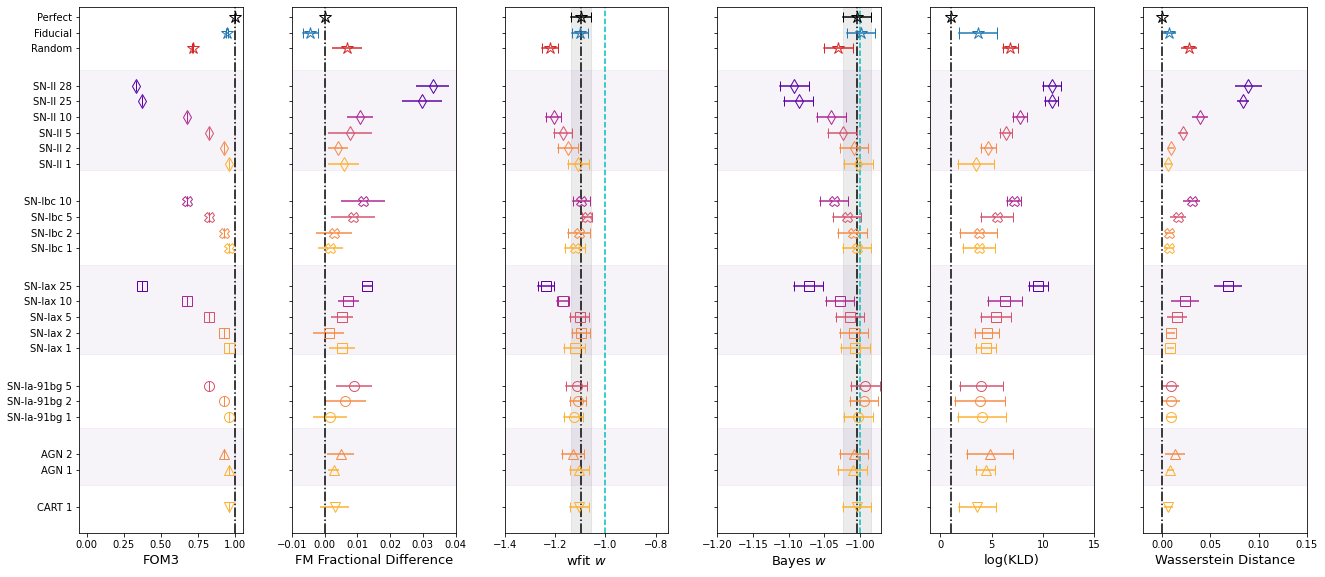 Perfect
Fiducial
Random
SN-II 28
SN-II 25
SN-II 10
SN-II 5
SN-II 2
SN-II 1
SN-Ibc 10
SN-Ibc 5
SN-Ibc 2
SN-Ibc 1
SN-Iax 25
SN-Iax 10
SN-Iax 5
SN-Iax 2
SN-Iax 1
SN-Ia-91bg 5
SN-Ia-91bg 2
SN-Ia-91bg 1
AGN 2
AGN 1
CART 1
0.00 0.25 0.50 0.75 1.00
FOM3
−0.01 0.00 0.01 0.02 0.03 0.04
FM Fractional Difference
−1.4 −1.2 −1.0 −0.8
wfit w
−1.20 −1.15 −1.10 −1.05 −1.00
Bayes w
0 5 10 15
log(KLD)
0.00 0.05 0.10 0.15
Wasserstein Distance